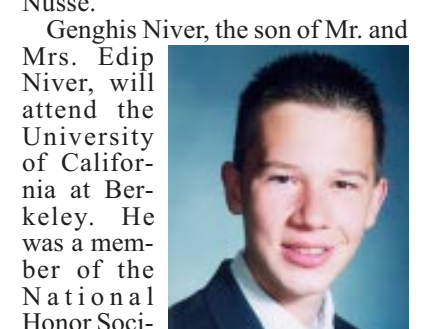 Nusse.
Genghis Niver, the son of Mr. and
Mrs. Edip
Niver, will
attend the
University
of Califor-
nia at Ber-
keley. He
was a mem-
ber of the
National
Honor Soci-